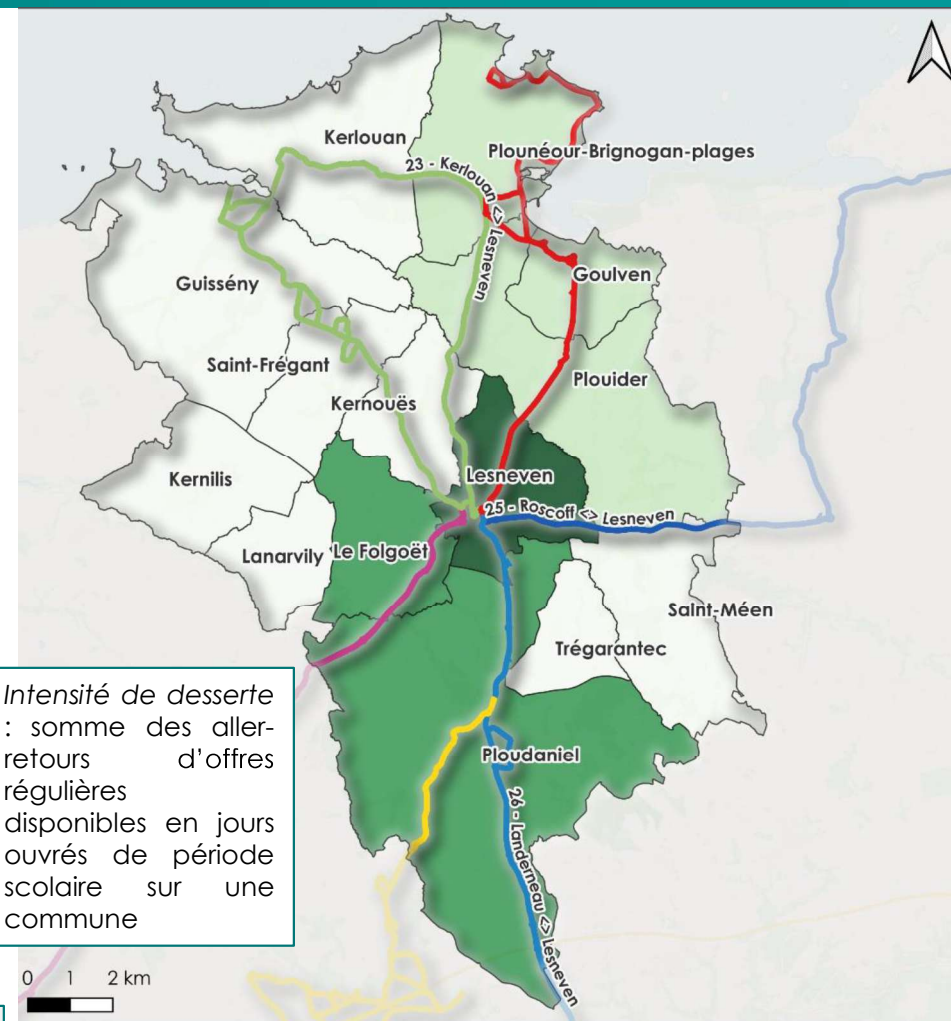 Kerlouan
Plounéour-Brignogan-plages
23 - Kerlouan <> Lesneven
Goulven
Guissény
Saint-Frégant
Plouider
Kernouës
Lesneven
Kernilis
25 - Roscoff <> Lesneven
Lanarvily
Le Folgoët
Saint-Méen
Trégarantec
Intensité de desserte
: somme des aller-
retours d'offres
régulières
disponibles en jours
ouvrés de période
scolaire sur une
commune
Ploudaniel
26 - Landerneau <> Lesneven
0 1 2 km